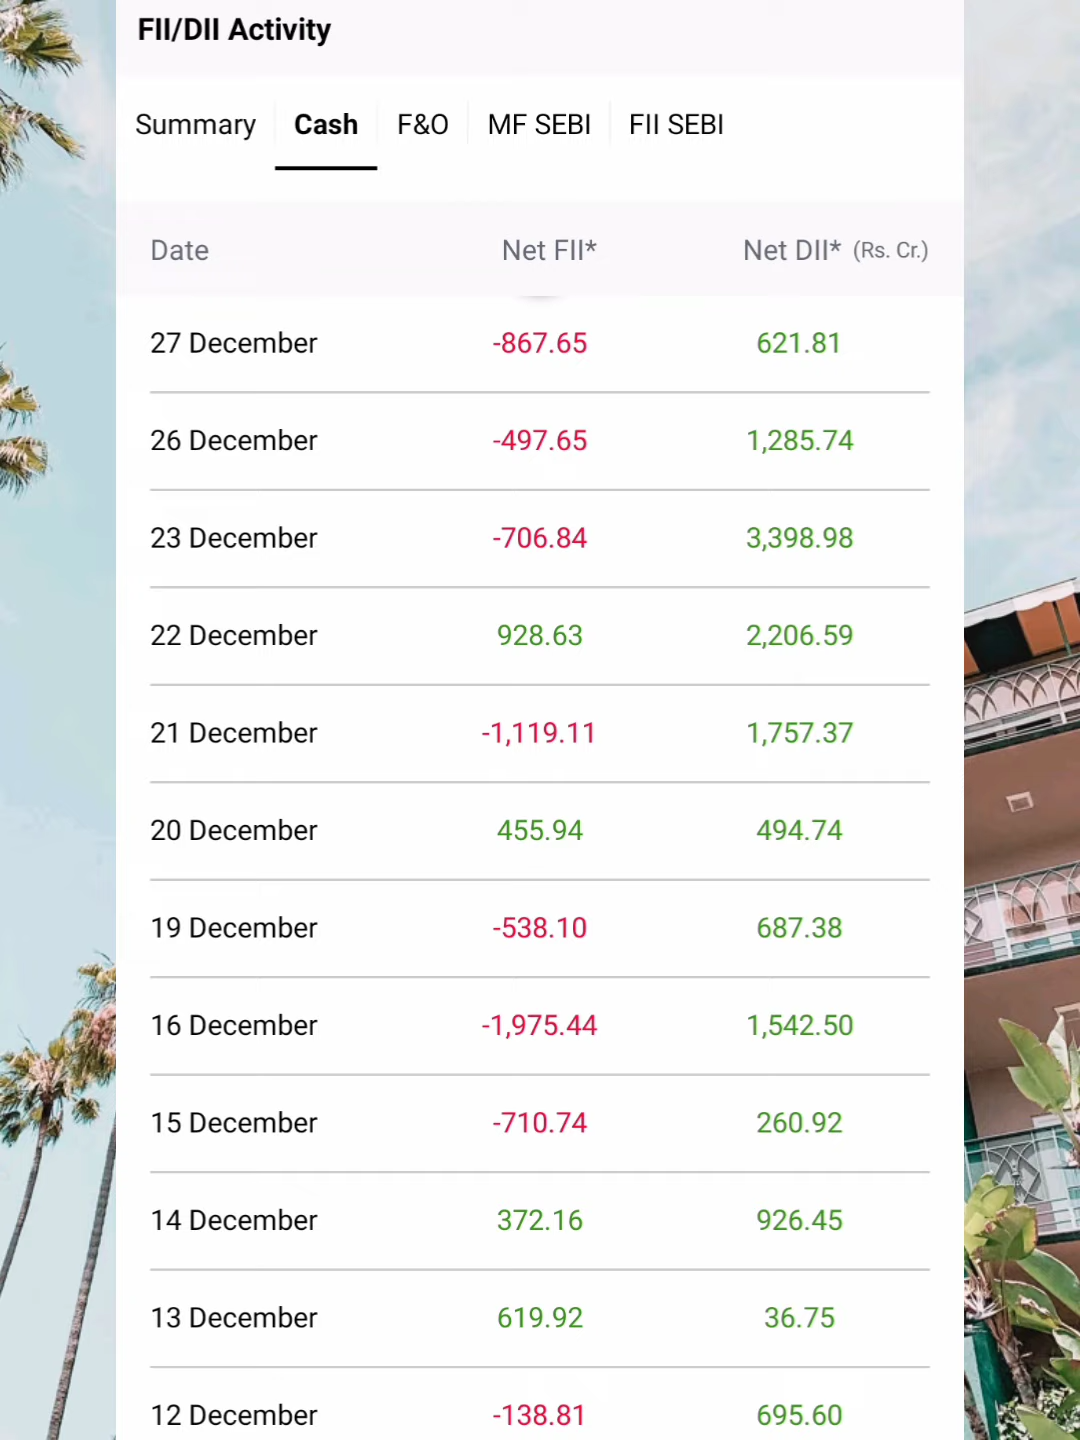 FII/DII Activity
Summary Cash F&O MF SEBI FII SEBI
Date Net FII* Net DII* (Rs. Cr.)
27 December -867.65 621.81
26 December -497.65 1,285.74
23 December -706.84 3,398.98
22 December 928.63 2,206.59
21 December -1,119.11 1,757.37
20 December 455.94 494.74
19 December -538.10 687.38
16 December -1,975.44 1,542.50
15 December -710.74 260.92
14 December 372.16 926.45
13 December 619.92 36.75
12 December -138.81 695.60